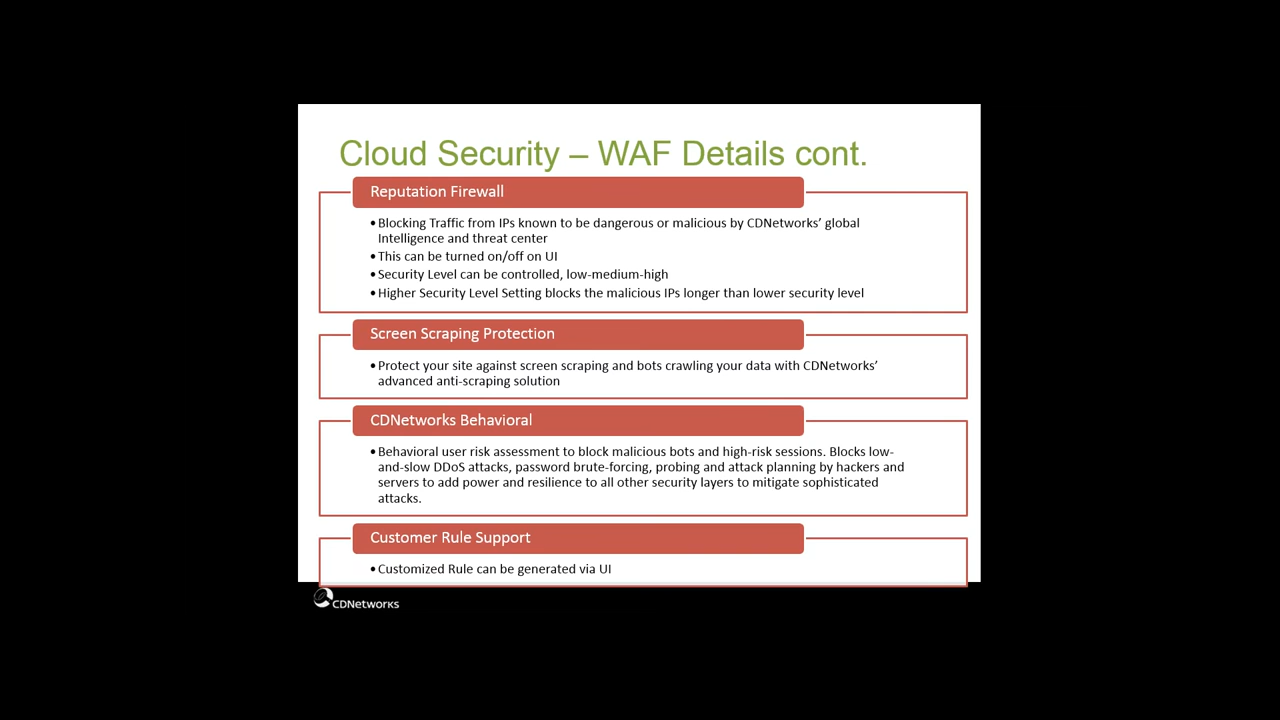 Cloud Security – WAF Details cont.
Reputation Firewall
•Blocking Traffic from IPs known to be dangerous or malicious by CDNetworks’ global
Intelligence and threat center
•This can be turned on/off on UI
•Security Level can be controlled, low-medium-high
•Higher Security Level Setting blocks the malicious IPs longer than lower security level
Screen Scraping Protection
•Protect your site against screen scraping and bots crawling your data with CDNetworks’
advanced anti-scraping solution
CDNetworks Behavioral
•Behavioral user risk assessment to block malicious bots and high-risk sessions. Blocks low-
and-slow DDoS attacks, password brute-forcing, probing and attack planning by hackers and
servers to add power and resilience to all other security layers to mitigate sophisticated
attacks.
Customer Rule Support
•Customized Rule can be generated via UI
CDNetworks